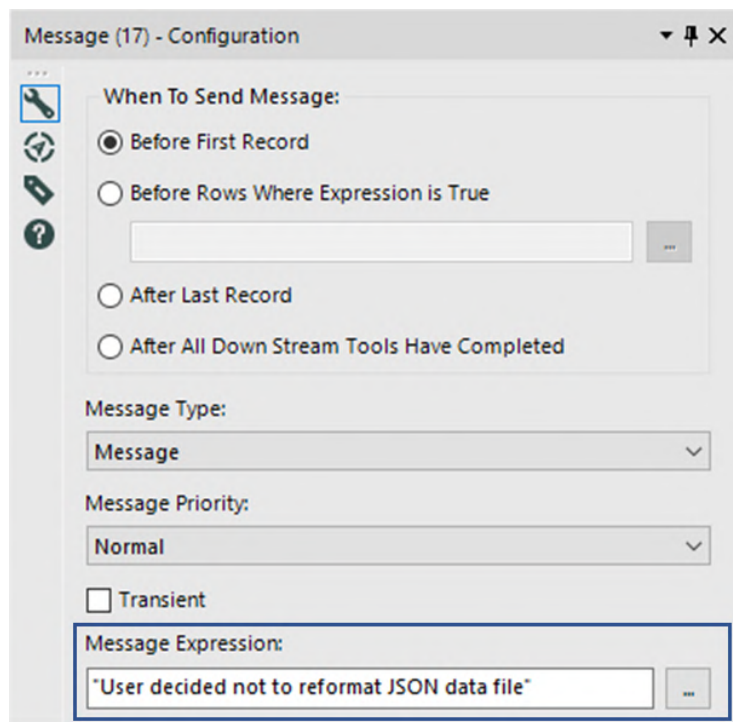 Message (17) - Configuration
When To Send Message:
Before First Record
Before Rows Where Expression is True
...
After Last Record
After All Down Stream Tools Have Completed
Message Type:
Message
Message Priority:
Normal
Transient
Message Expression:
"User decided not to reformat JSON data file"
...